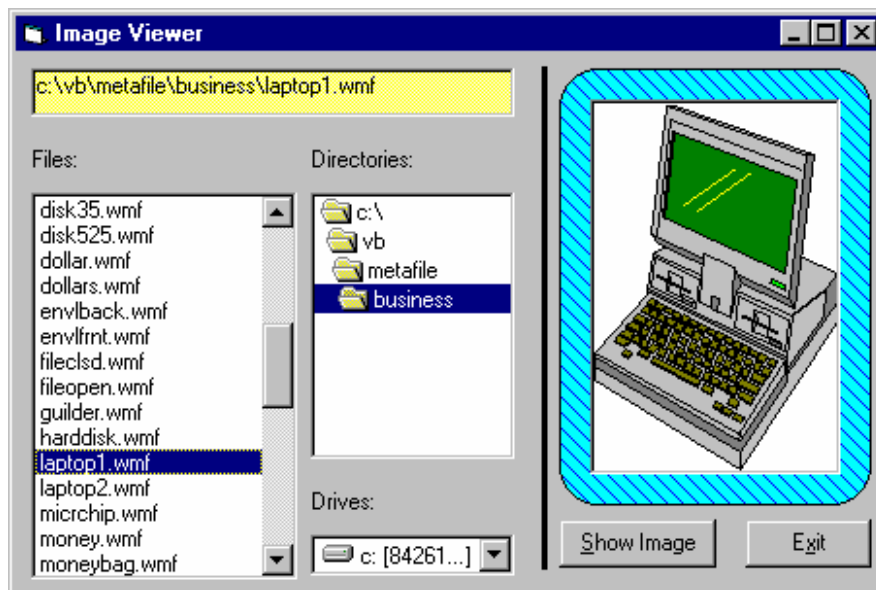 Image Viewer
c:\vb\metafile\business\laptop1.wmf
Files:
disk35.wmf
disk525.wmf
dollar.wmf
dollars.wmf
envlback.wmf
envlfrnt.wmf
fileclsd.wmf
fileopen.wmf
guilder.wmf
harddisk.wmf
laptop1.wmf
laptop2.wmf
micrchip.wmf
money.wmf
moneybag.wmf
Directories:
c:\
vb
metafile
business
Drives:
c: [84261...]
Show Image
Exit